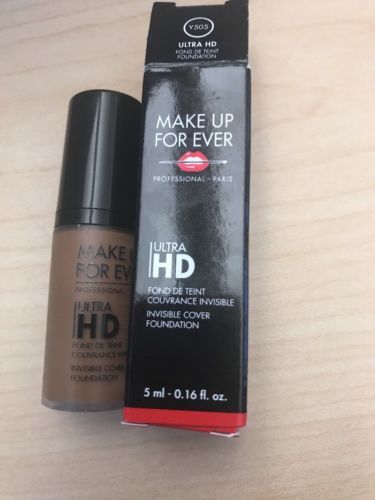 Y505
ULTRA HD
FOND DE TEINT
FOUNDATION
MAKE UP
FOR EVER
PROFESSIONAL – PARIS
ULTRA
HD
FOND DE TEINT
COUVRANCE INVISIBLE
INVISIBLE COVER
FOUNDATION
5 ml - 0.16 fl. oz.
MAKE
FOR EVER
PROFESSIONAL
ULTRA
HD
FOND DE TEINT
COUVRANCE
INVISIBLE COVER
FOUNDATION